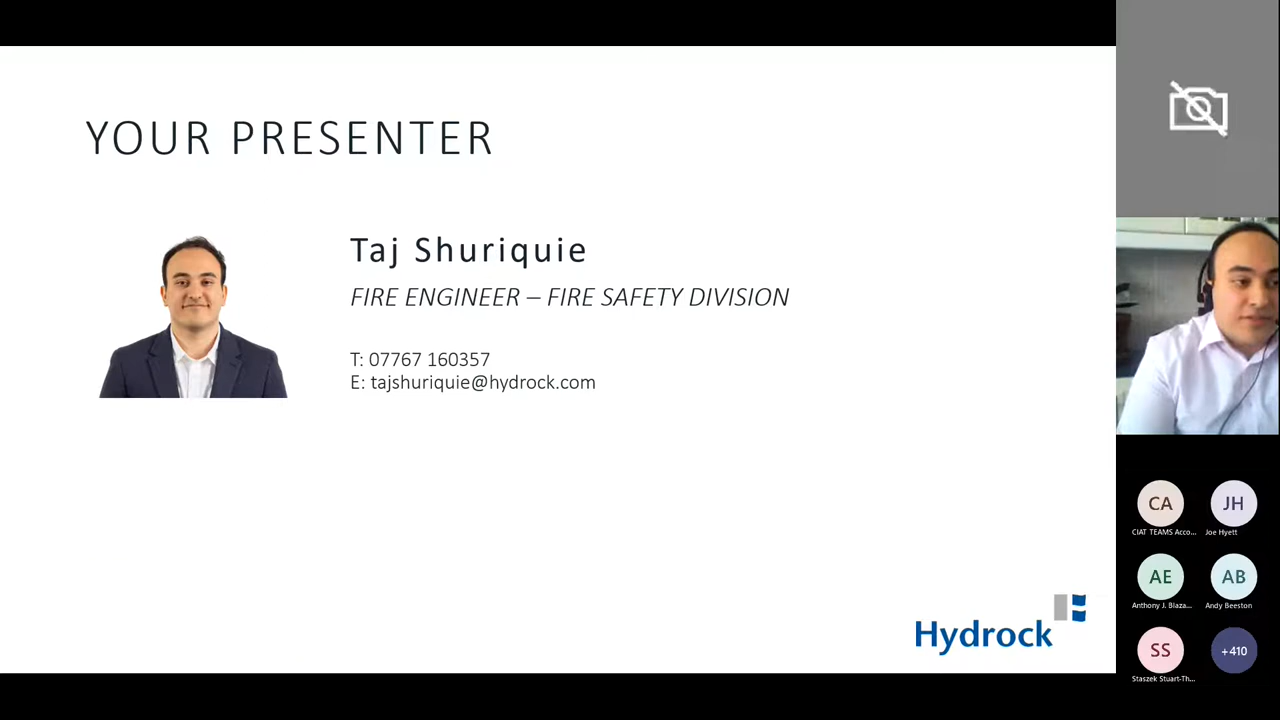 YOUR PRESENTER
Taj Shuriquie
FIRE ENGINEER – FIRE SAFETY DIVISION
T: 07767 160357
E: tajshuriquie@hydrock.com
Hydrock
CA
JH
CIAT TEAMS Acco...
Joe Hyett
AE
AB
Anthony J. Blaza...
Andy Beeston
SS
+410
Staszek Stuart-Th...